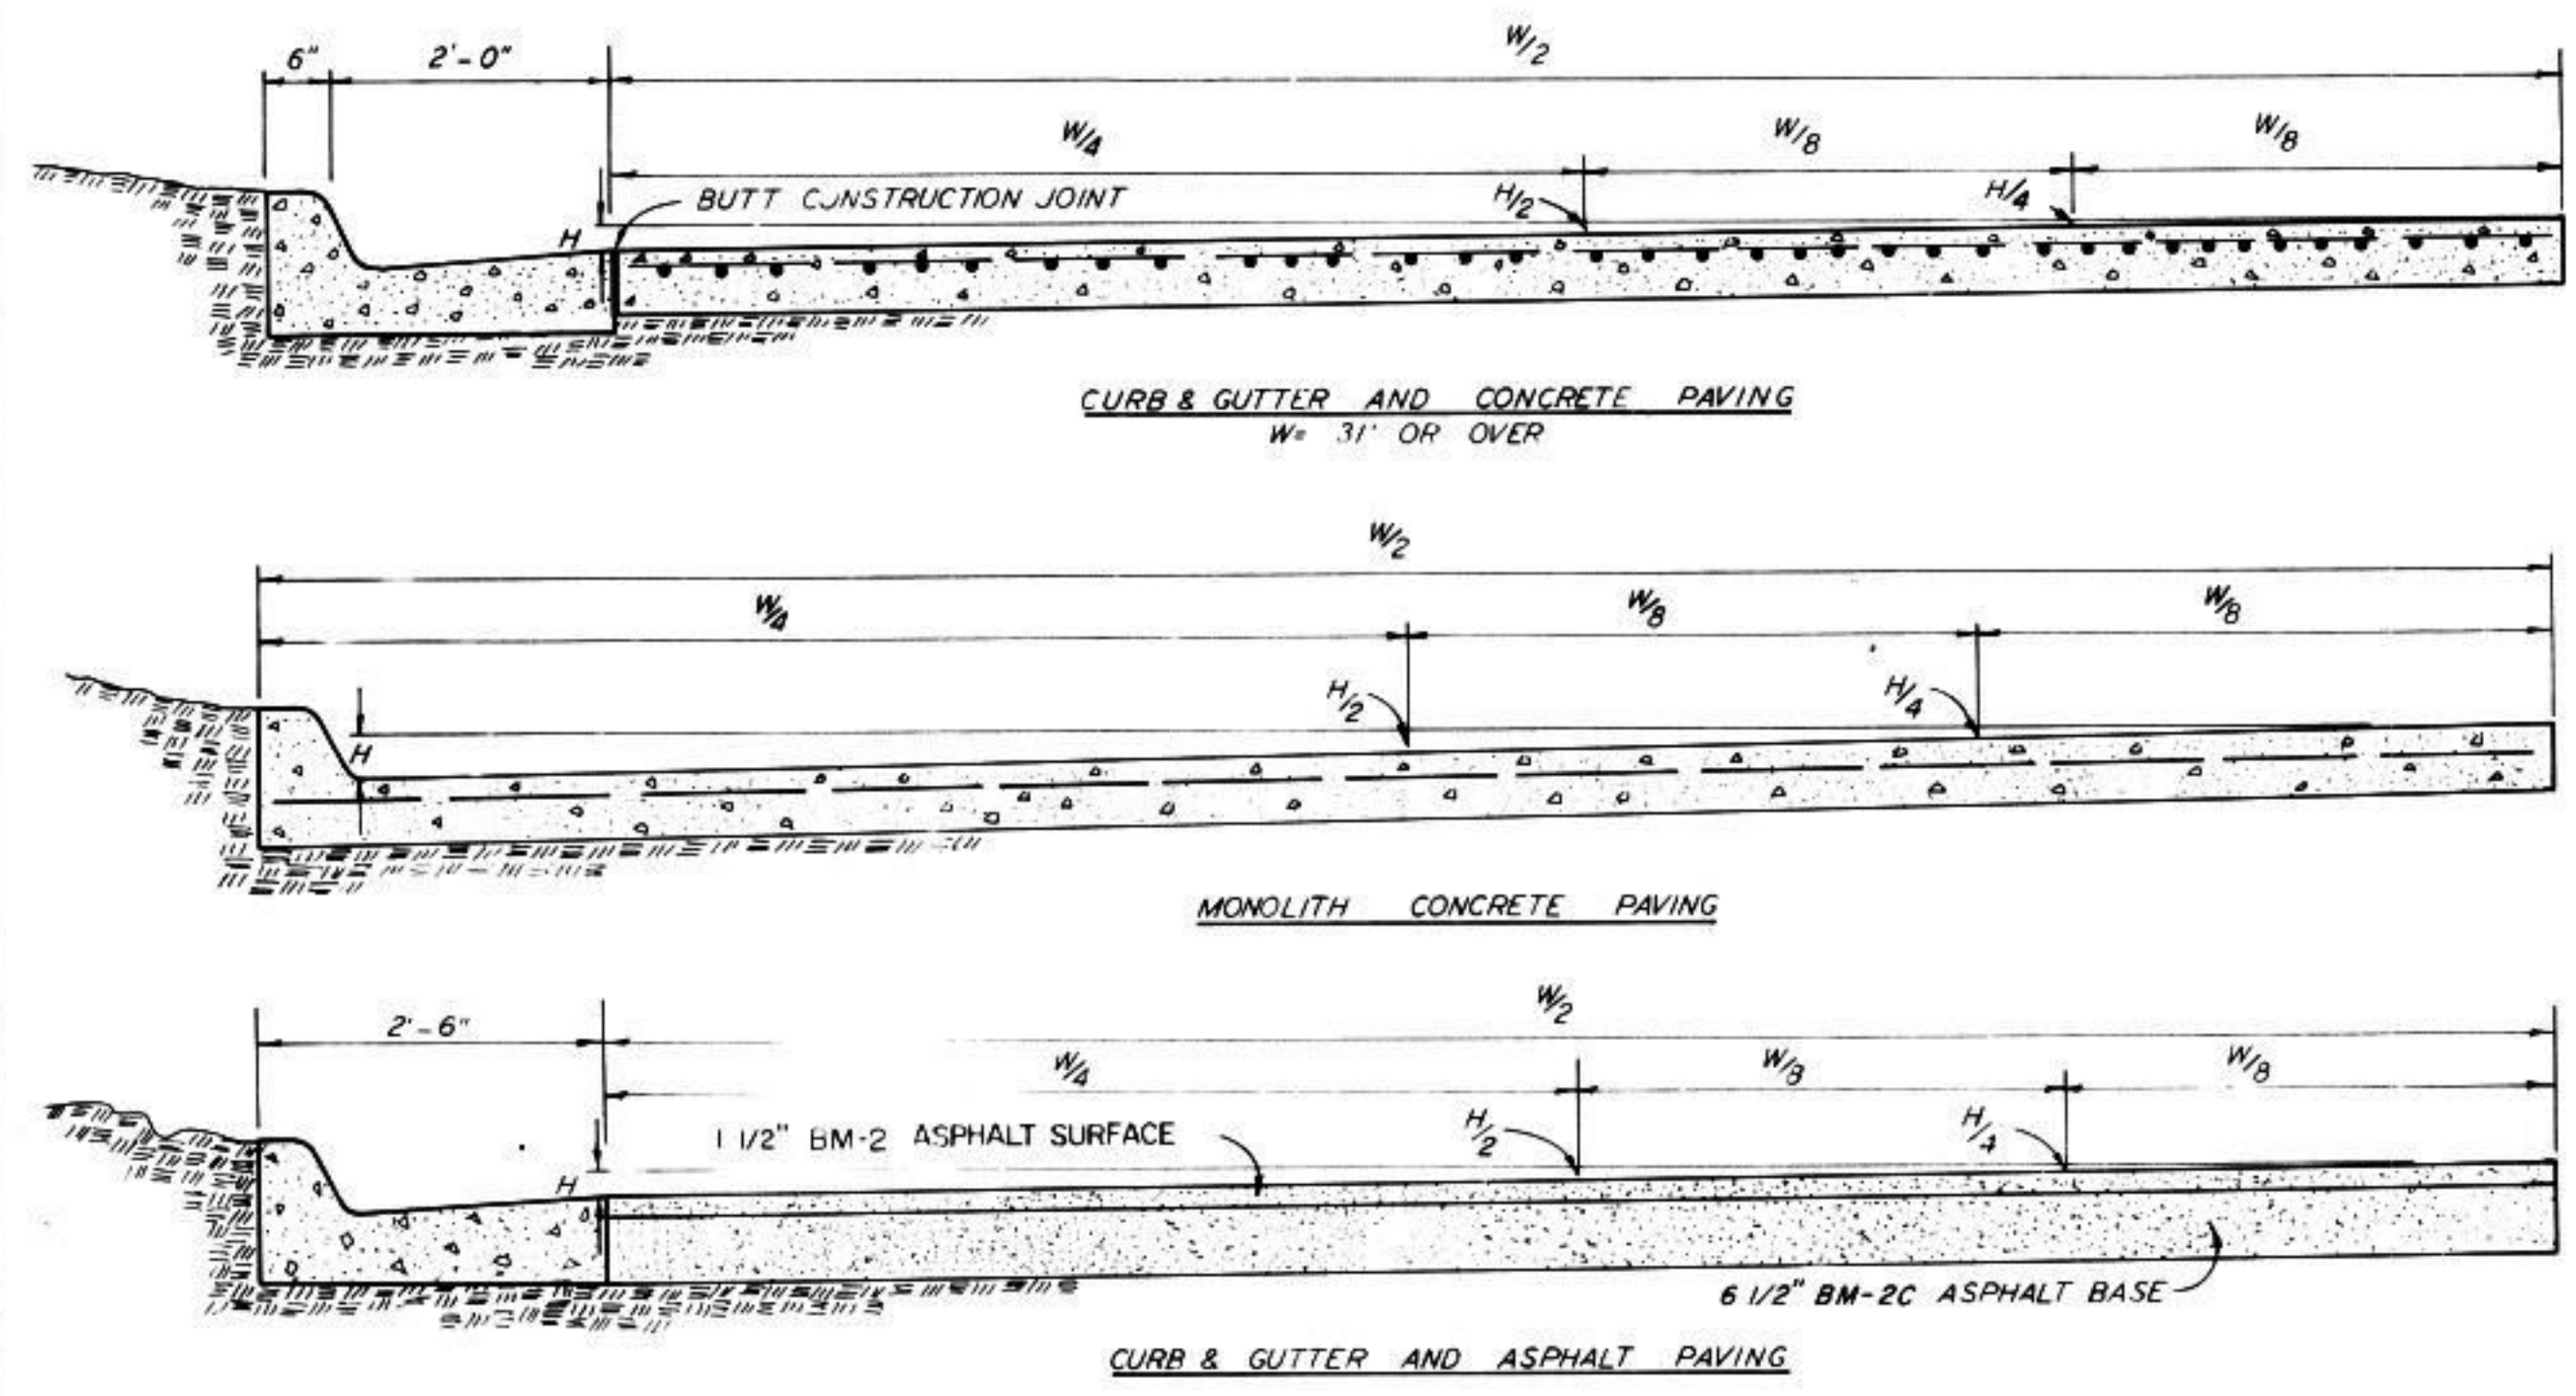 6" 2'-0" W/2
W/4 W/8 W/8
BUTT CONSTRUCTION JOINT H/2 H/4
H
CURB & GUTTER AND CONCRETE PAVING
W= 31' OR OVER
W/2
W/4 W/8 W/8
H/2 H/4
H
MONOLITH CONCRETE PAVING
2'-6" W/2
W/4 W/8 W/8
1 1/2" BM-2 ASPHALT SURFACE H/2 H/4
H
6 1/2" BM-2C ASPHALT BASE
CURB & GUTTER AND ASPHALT PAVING